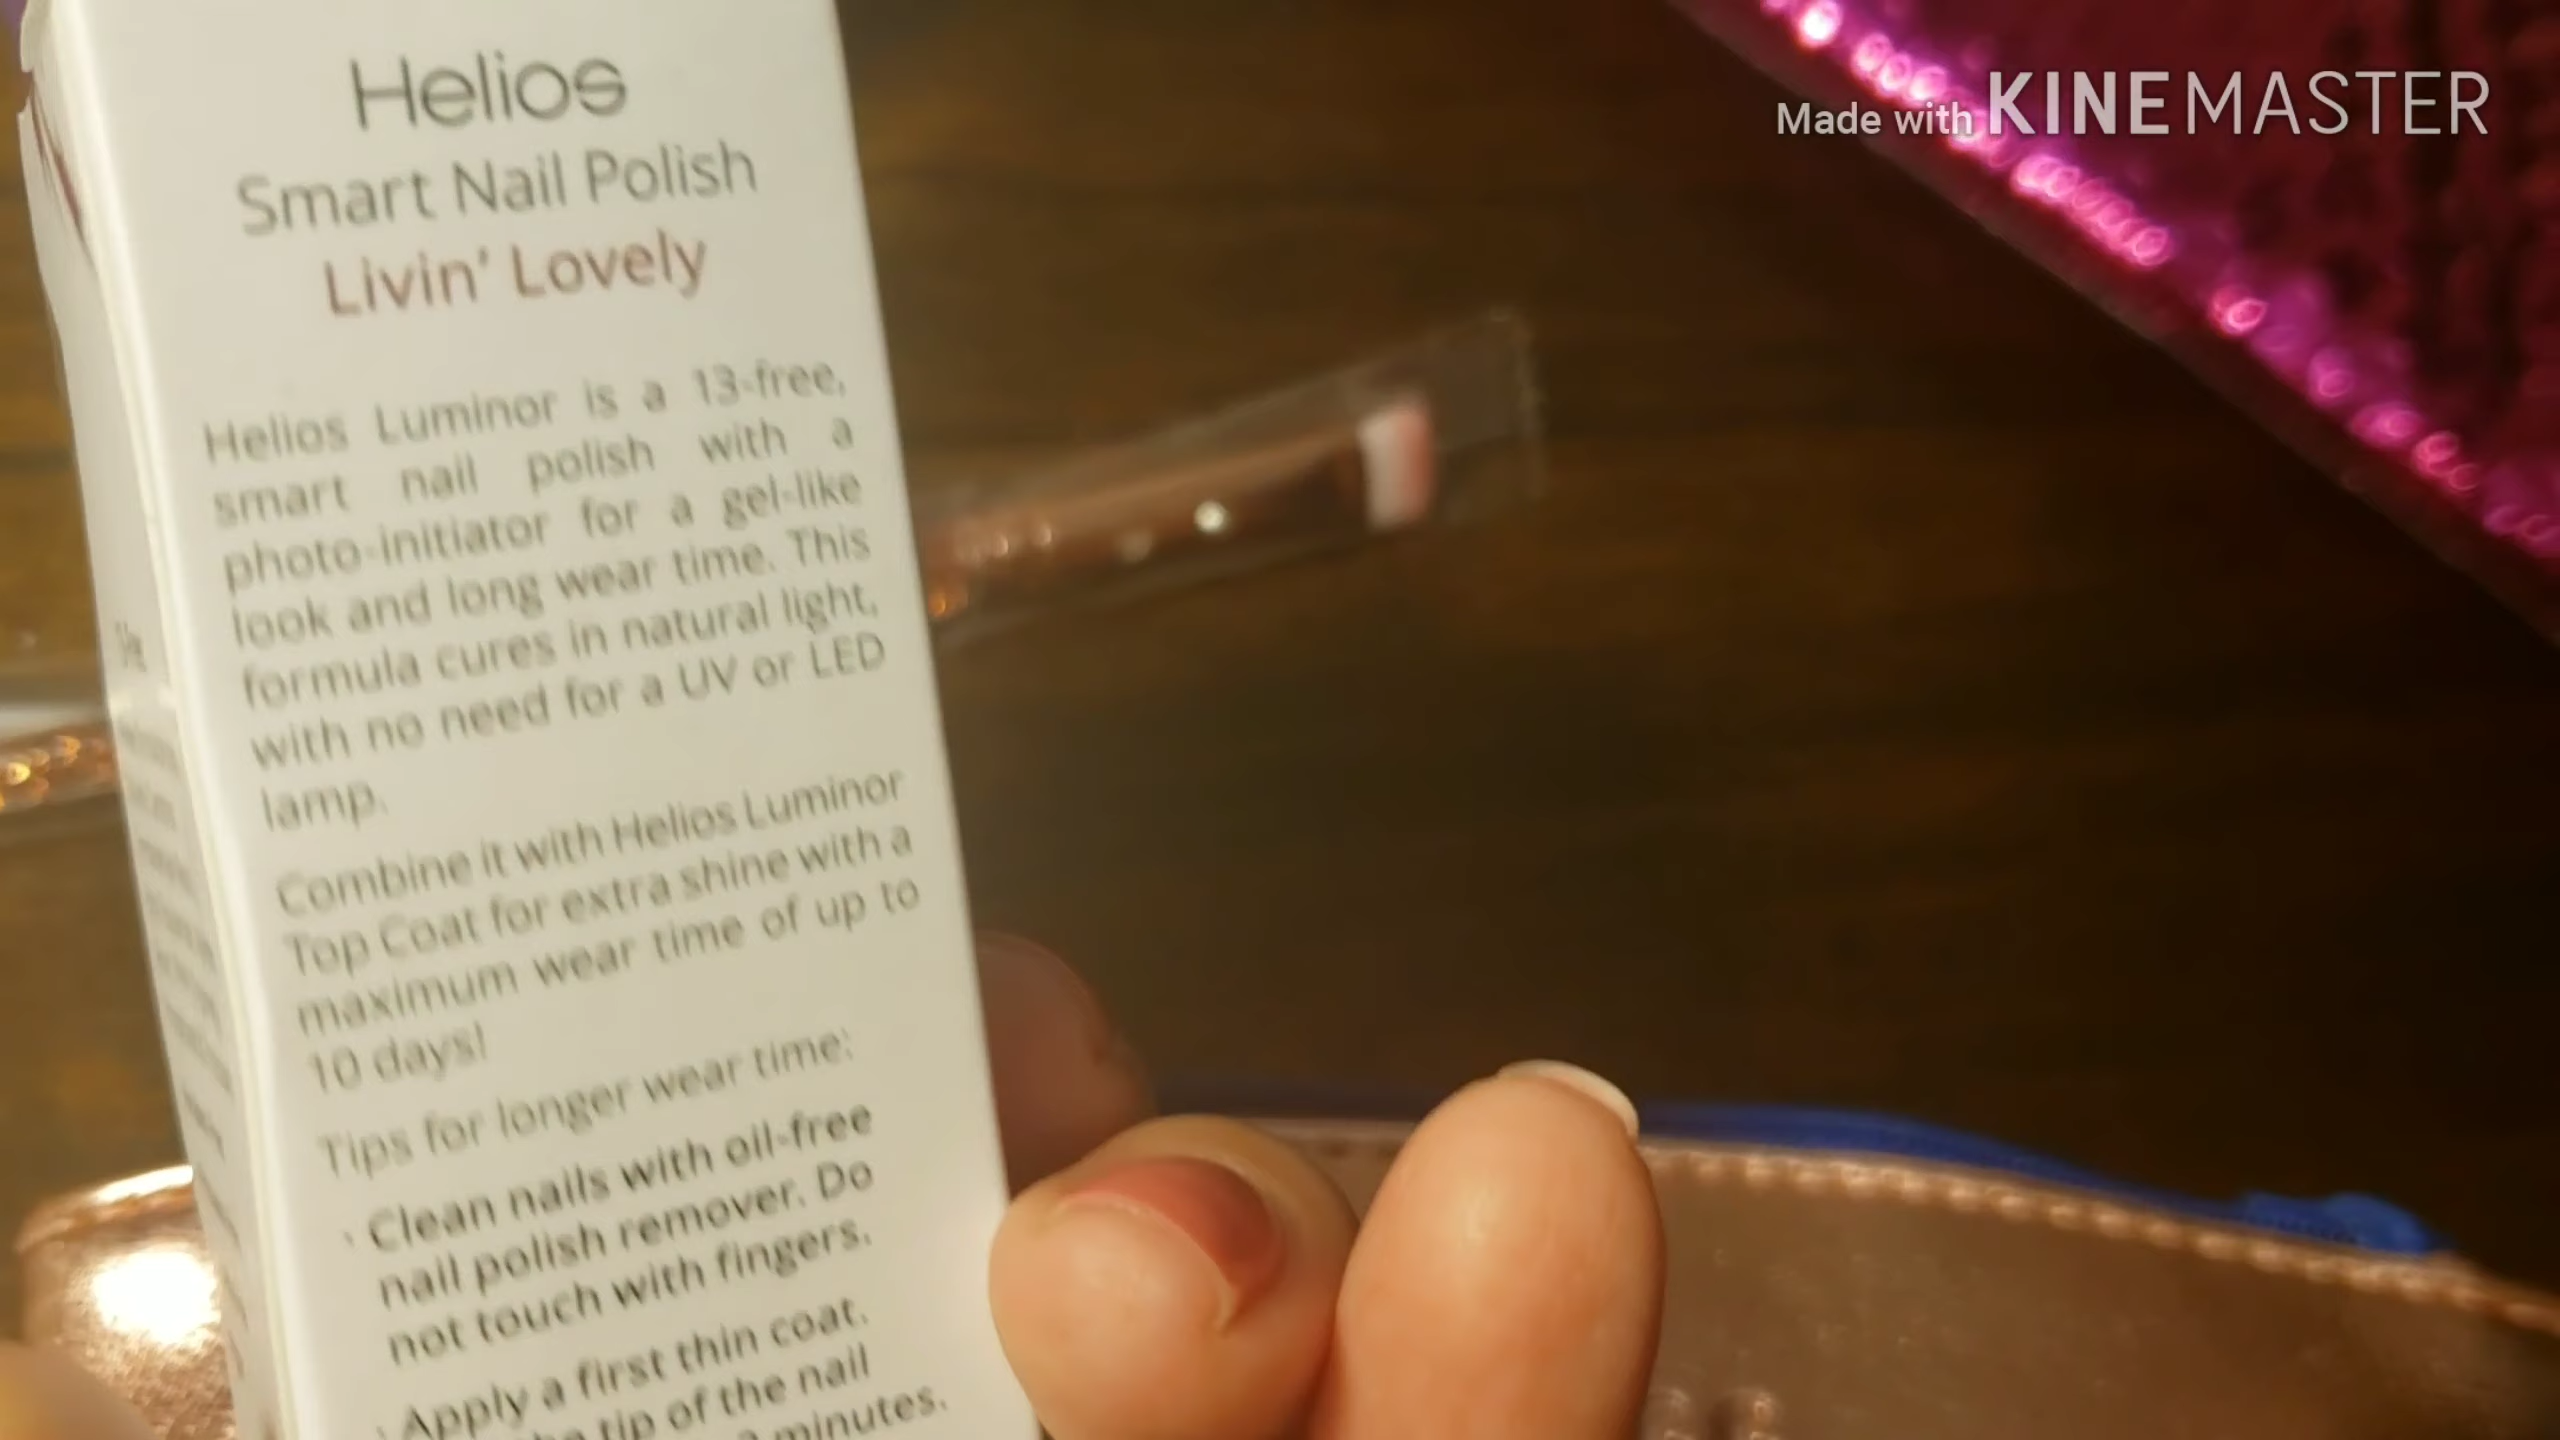 Helios
Smart Nail Polish
Livin' Lovely
Helios Luminor is a 13-free,
smart nail polish with a
photo-initiator for a gel-like
look and long wear time. This
formula cures in natural light,
with no need for a UV or LED
lamp.
Combine it with Helios Luminor
Top Coat for extra shine with a
maximum wear time of up to
10 days!
Tips for longer wear time:
· Clean nails with oil-free
nail polish remover. Do
not touch with fingers.
· Apply a first thin coat.
tip of the nail
minutes.
Made with KINEMASTER